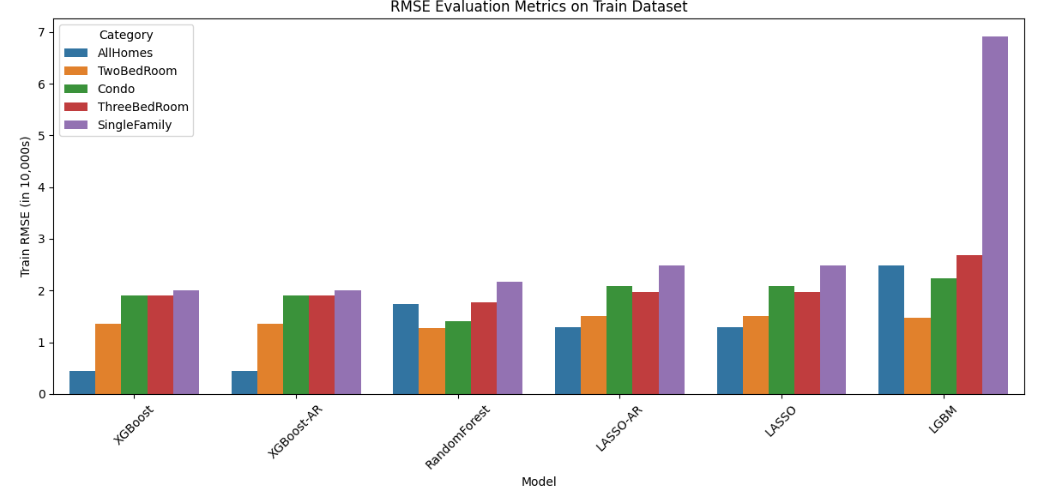 RMSE Evaluation Metrics on Train Dataset
Category
AllHomes
TwoBedRoom
Condo
ThreeBedRoom
SingleFamily
Train RMSE (in 10,000s)
7
6
5
4
3
2
1
0
XGBoost
XGBoost-AR
RandomForest
LASSO-AR
LASSO
LGBM
Model